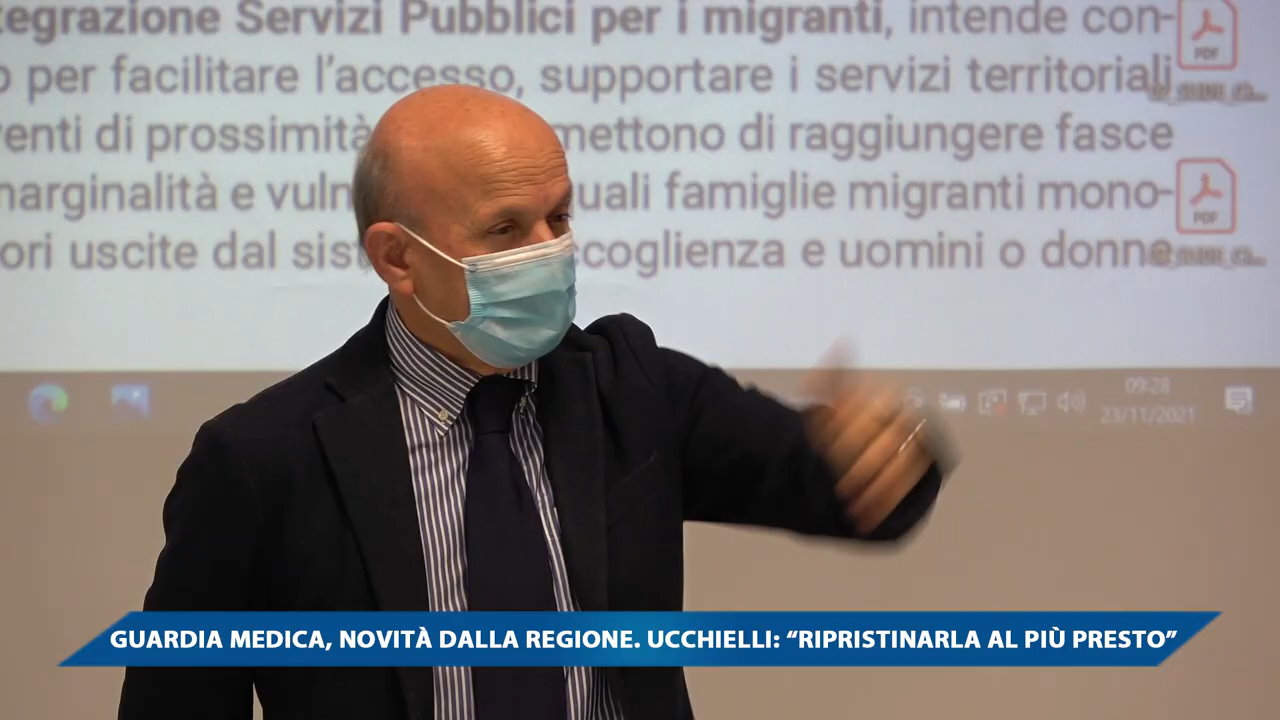 tegrazione Servizi Pubblici per i migranti, intende con-
o per facilitare l'accesso, supportare i servizi territoriali
venti di prossimità mettono di raggiungere fasce
marginalità e vuln quali famiglie migranti mono-
ori uscite dal sist ccoglienza e uomini o donne
PDF
PDF
09:28
23/11/2021
GUARDIA MEDICA, NOVITÀ DALLA REGIONE. UCCHIELLI: “RIPRISTINARLA AL PIÙ PRESTO”